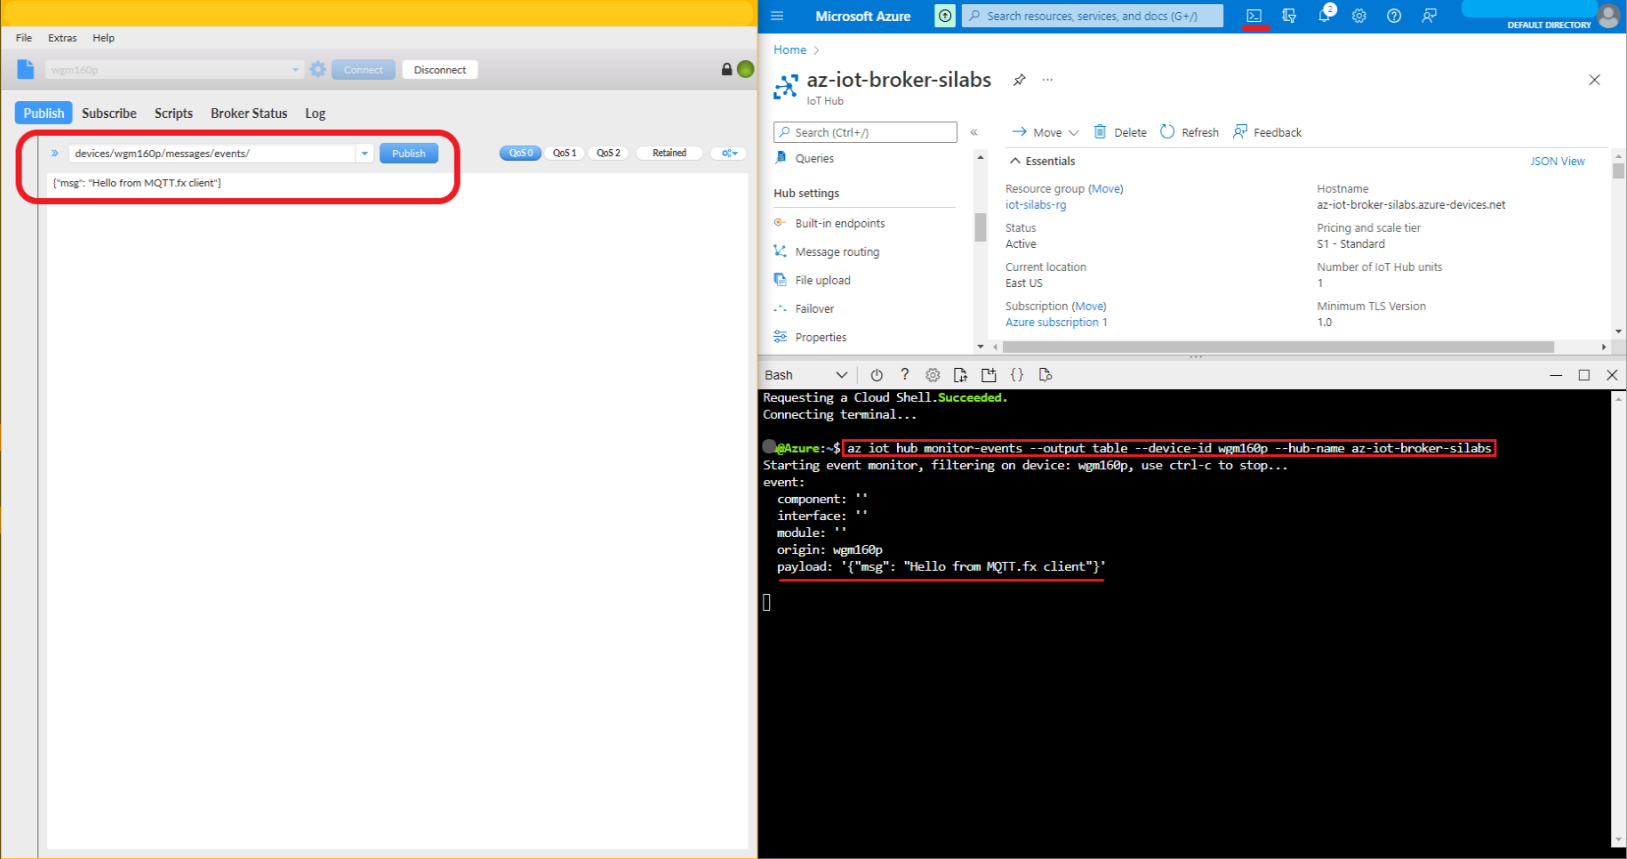 File Extras Help
wgm160p Connect Disconnect
Publish Subscribe Scripts Broker Status Log
» devices/wgm160p/messages/events/ Publish QoS 0 QoS 1 QoS 2 Retained
{"msg": "Hello from MQTT.fx client"}
Microsoft Azure Search resources, services, and docs (G+/) 2 DEFAULT DIRECTORY
Home >
az-iot-broker-silabs ...
IoT Hub
Search (Ctrl+/) «
Queries
Hub settings
Built-in endpoints
Message routing
File upload
Failover
Properties
Move Delete Refresh Feedback
Essentials JSON View
Resource group (Move)
iot-silabs-rg
Status
Active
Current location
East US
Subscription (Move)
Azure subscription 1
Hostname
az-iot-broker-silabs.azure-devices.net
Pricing and scale tier
S1 - Standard
Number of IoT Hub units
1
Minimum TLS Version
1.0
Bash ? { }
Requesting a Cloud Shell.Succeeded.
Connecting terminal...
@Azure:~$ az iot hub monitor-events --output table --device-id wgm160p --hub-name az-iot-broker-silabs
Starting event monitor, filtering on device: wgm160p, use ctrl-c to stop...
event:
component: ''
interface: ''
module: ''
origin: wgm160p
payload: '{"msg": "Hello from MQTT.fx client"}'